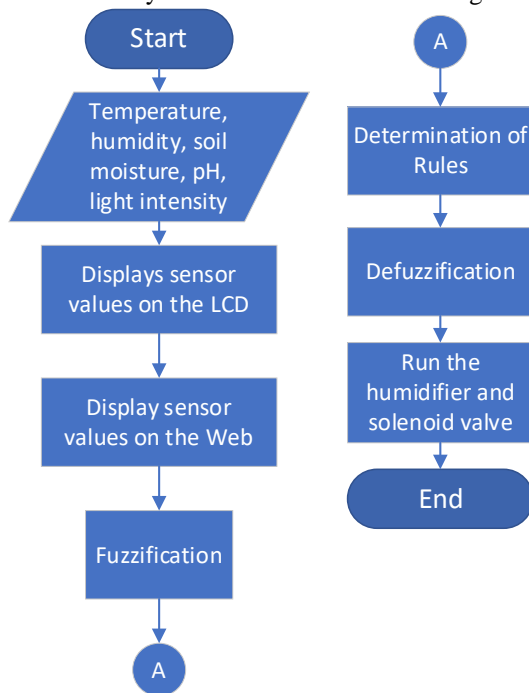 Start
Temperature,
humidity, soil
moisture, pH,
light intensity
Displays sensor
values on the LCD
Display sensor
values on the Web
Fuzzification
A
A
Determination of
Rules
Defuzzification
Run the
humidifier and
solenoid valve
End